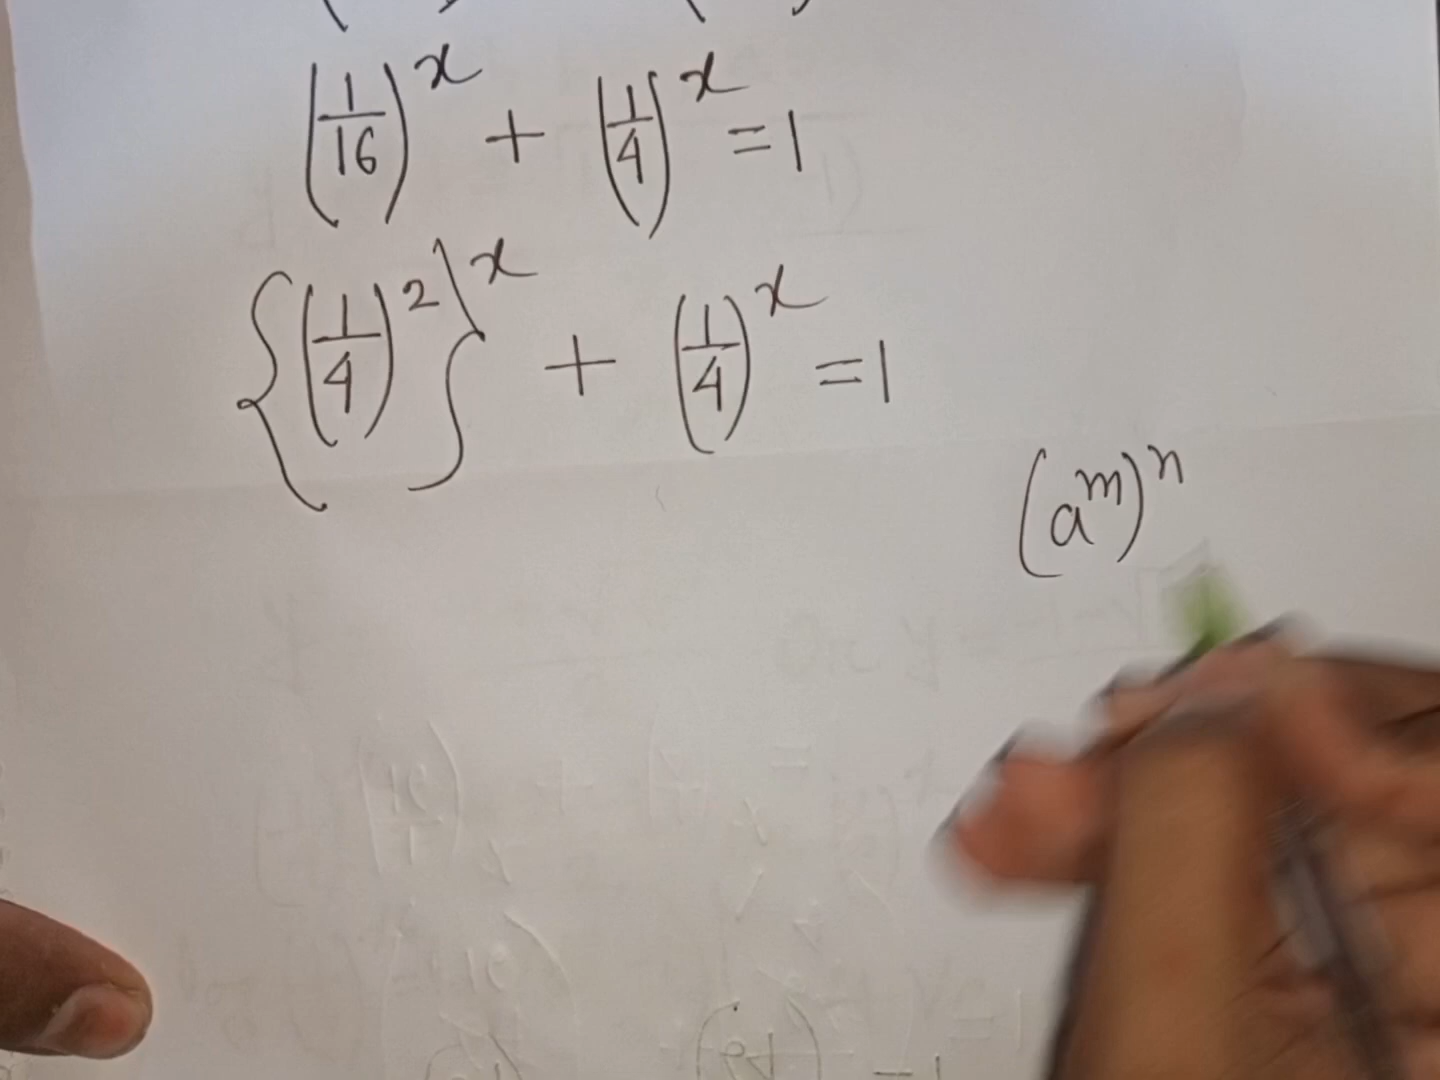 (1/16)^x + (1/4)^x = 1
{(1/4)^2}^x + (1/4)^x = 1
(a^m)^n